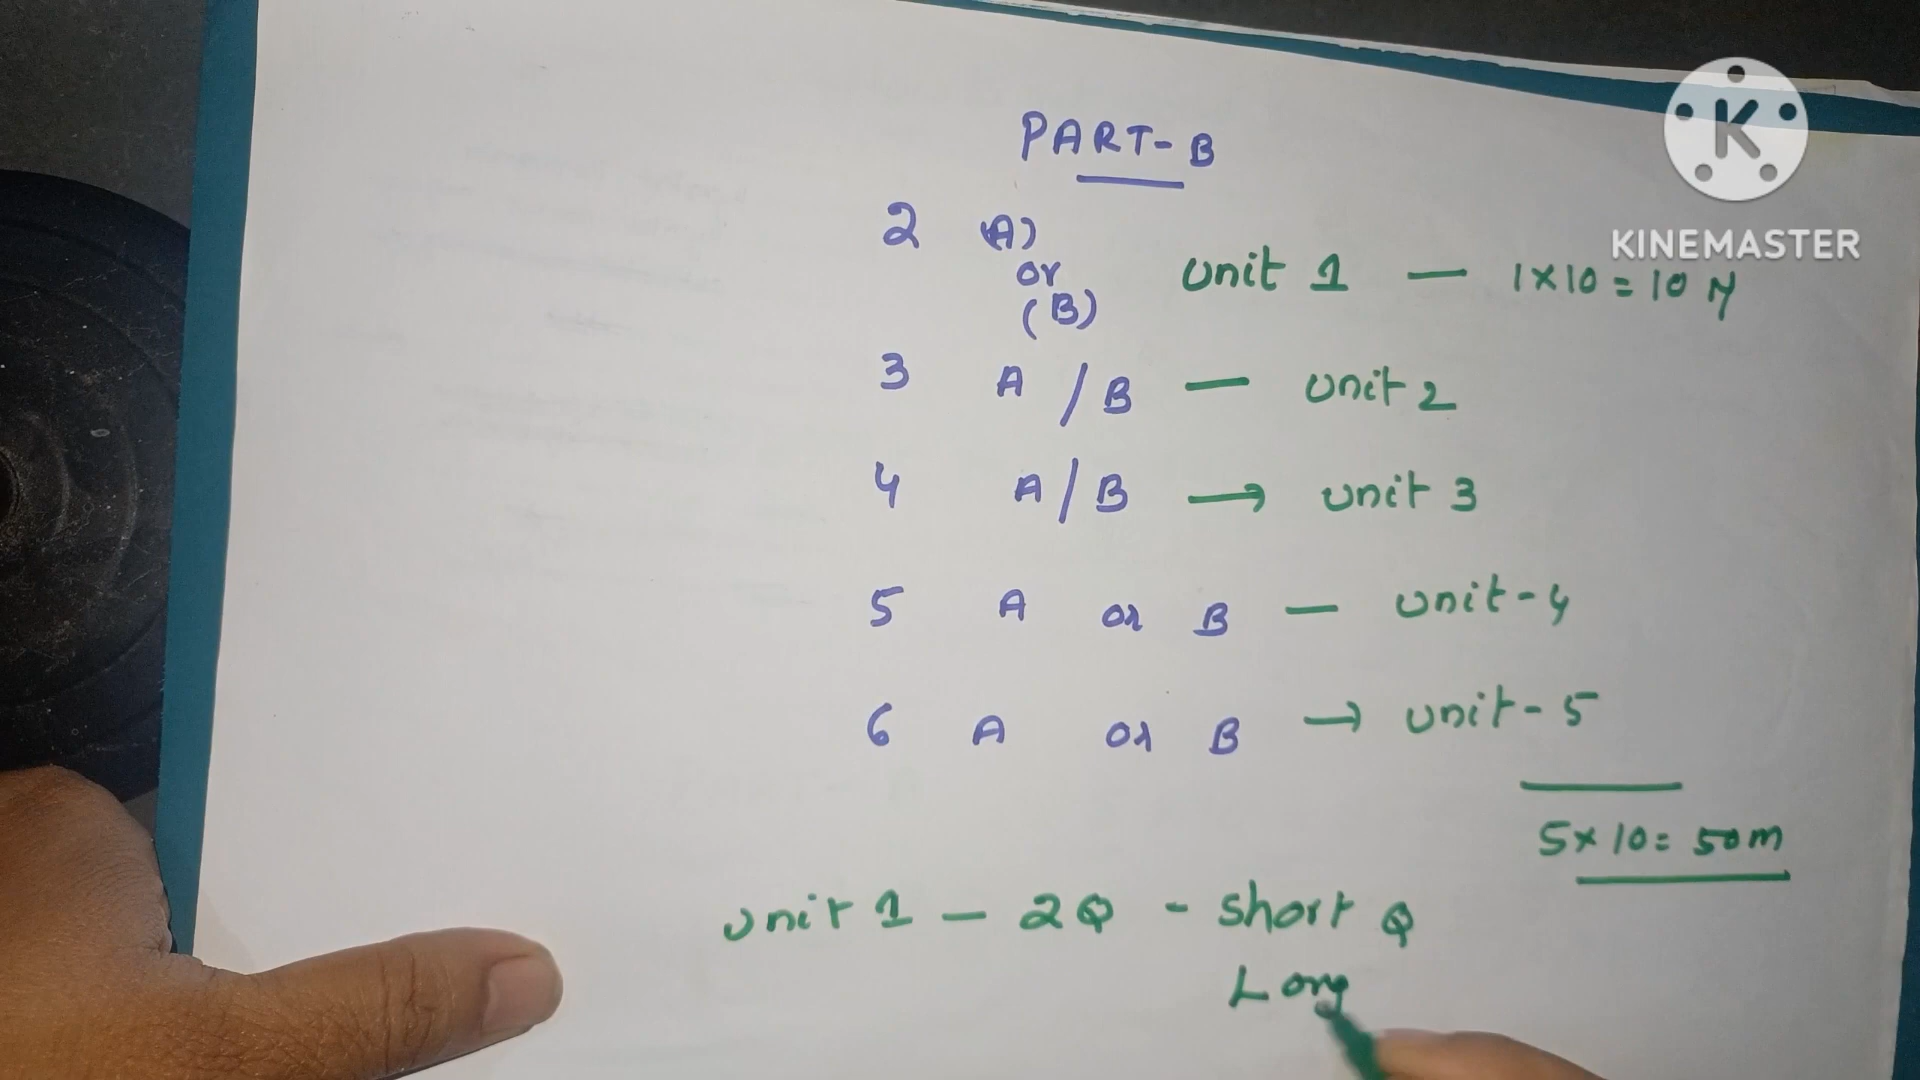 PART-B
2 (A)
or
(B)
unit 1 — 1×10=10 M
3 A/B — unit 2
4 A/B → unit 3
5 A or B — unit-4
6 A or B → unit-5
5×10=50m
unit 1 — 2Q - short Q
Long
K
KINEMASTER